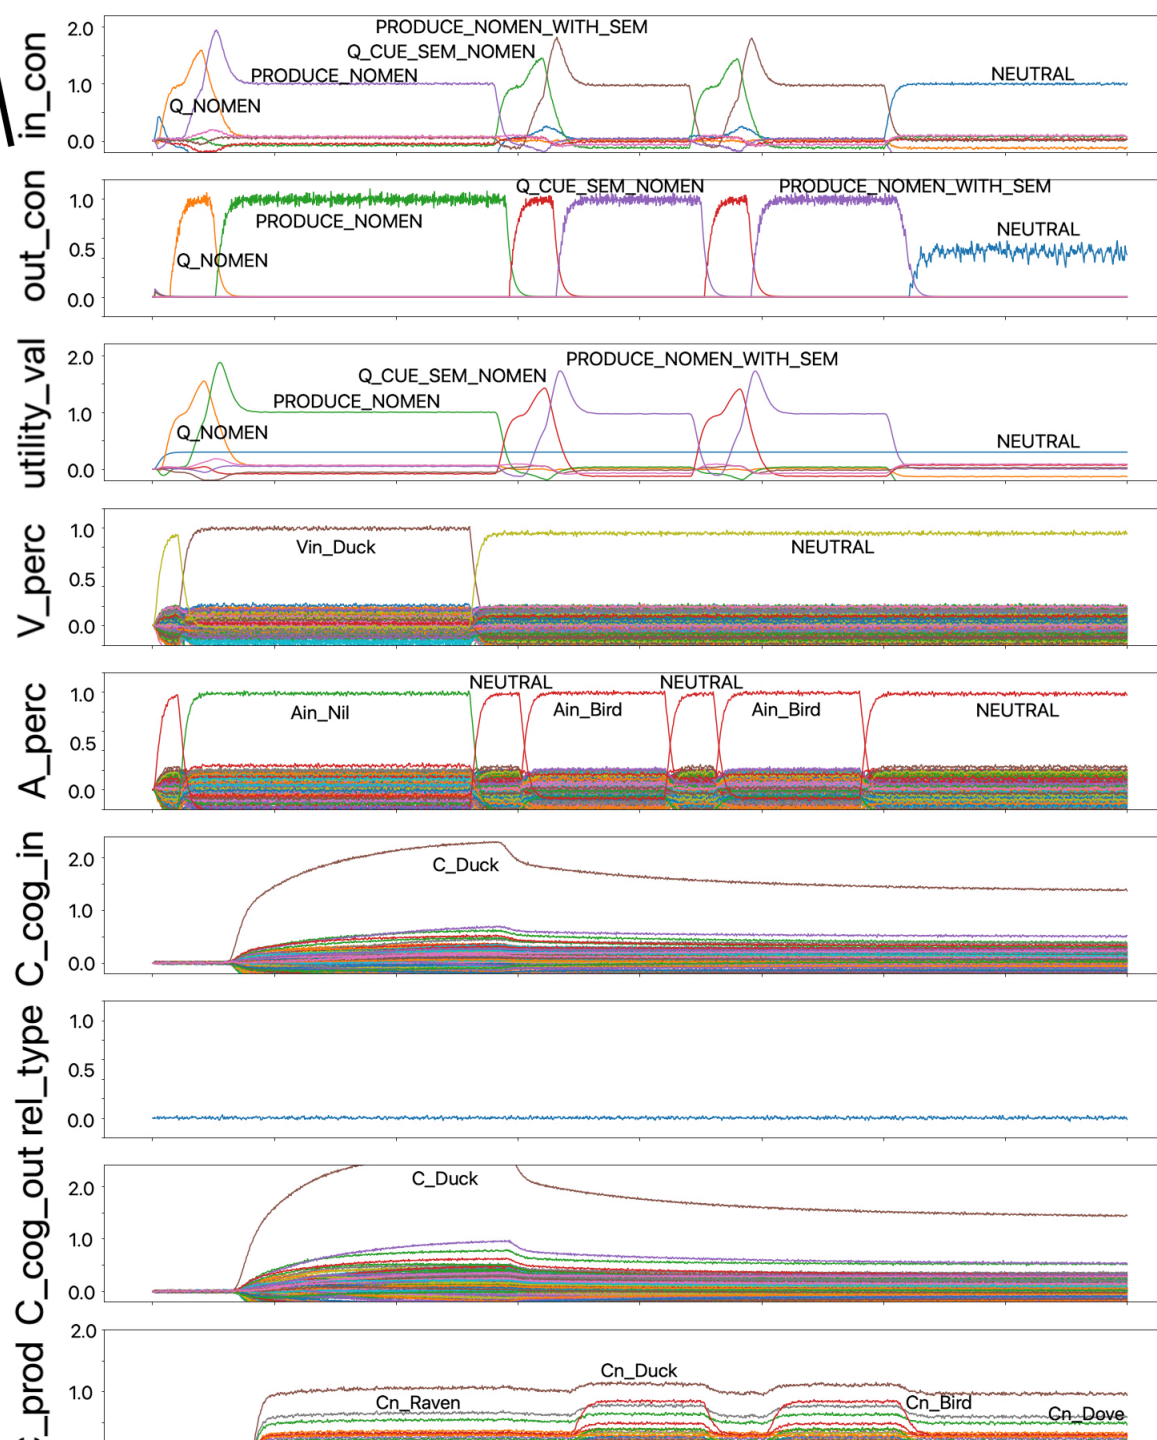 in_con
2.0
1.0
0.0
PRODUCE_NOMEN_WITH_SEM
Q_CUE_SEM_NOMEN
PRODUCE_NOMEN
Q_NOMEN
NEUTRAL
out_con
1.0
0.5
0.0
Q_CUE_SEM_NOMEN
PRODUCE_NOMEN_WITH_SEM
PRODUCE_NOMEN
Q_NOMEN
NEUTRAL
utility_val
2.0
1.0
0.0
PRODUCE_NOMEN_WITH_SEM
Q_CUE_SEM_NOMEN
PRODUCE_NOMEN
Q_NOMEN
NEUTRAL
V_perc
1.0
0.5
0.0
Vin_Duck
NEUTRAL
A_perc
1.0
0.5
0.0
NEUTRAL
NEUTRAL
Ain_Nil
Ain_Bird
Ain_Bird
NEUTRAL
C_cog_in
2.0
1.0
0.0
C_Duck
rel_type
1.0
0.5
0.0
C_cog_out
2.0
1.0
0.0
C_Duck
_prod
2.0
1.0
Cn_Duck
Cn_Raven
Cn_Bird
Cn_Dove